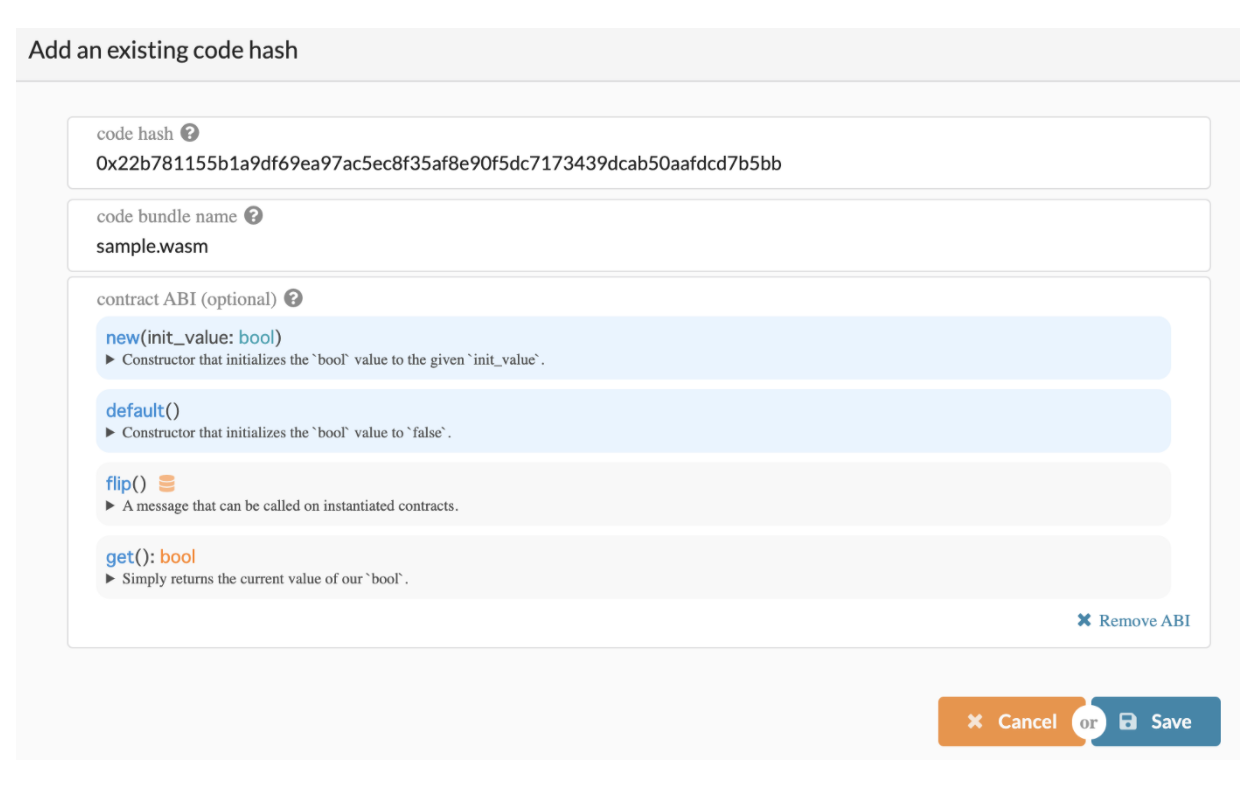 Add an existing code hash
code hash
0x22b781155b1a9df69ea97ac5ec8f35af8e90f5dc7173439dcab50aafdcd7b5bb
code bundle name
sample.wasm
contract ABI (optional)
new(init_value: bool)
Constructor that initializes the `bool` value to the given `init_value`.
default()
Constructor that initializes the `bool` value to `false`.
flip()
A message that can be called on instantiated contracts.
get(): bool
Simply returns the current value of our `bool`.
Remove ABI
Cancel or Save